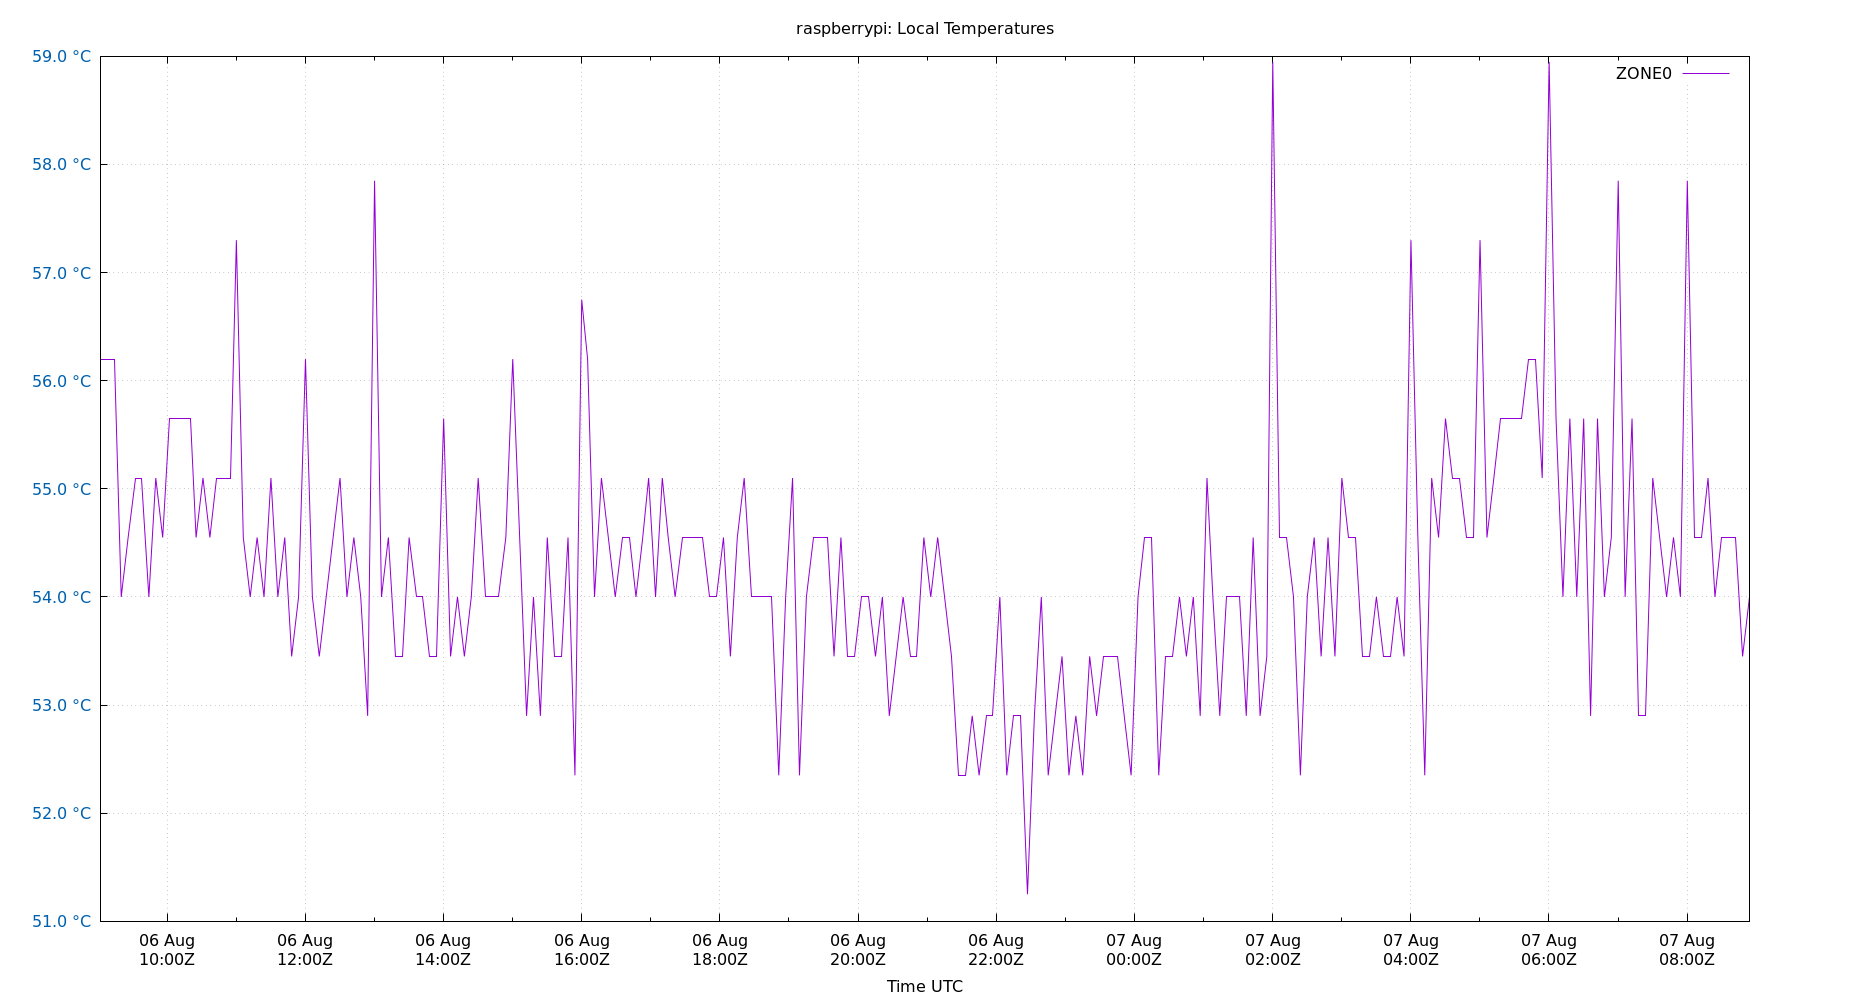 raspberrypi: Local Temperatures
59.0 °C
ZONE0
58.0 °C
57.0 °C
56.0 °C
55.0 °C
54.0 °C
53.0 °C
52.0 °C
51.0 °C
06 Aug 06 Aug 06 Aug 06 Aug 06 Aug 06 Aug 06 Aug 07 Aug 07 Aug 07 Aug 07 Aug 07 Aug
10:00Z 12:00Z 14:00Z 16:00Z 18:00Z 20:00Z 22:00Z 00:00Z 02:00Z 04:00Z 06:00Z 08:00Z
Time UTC